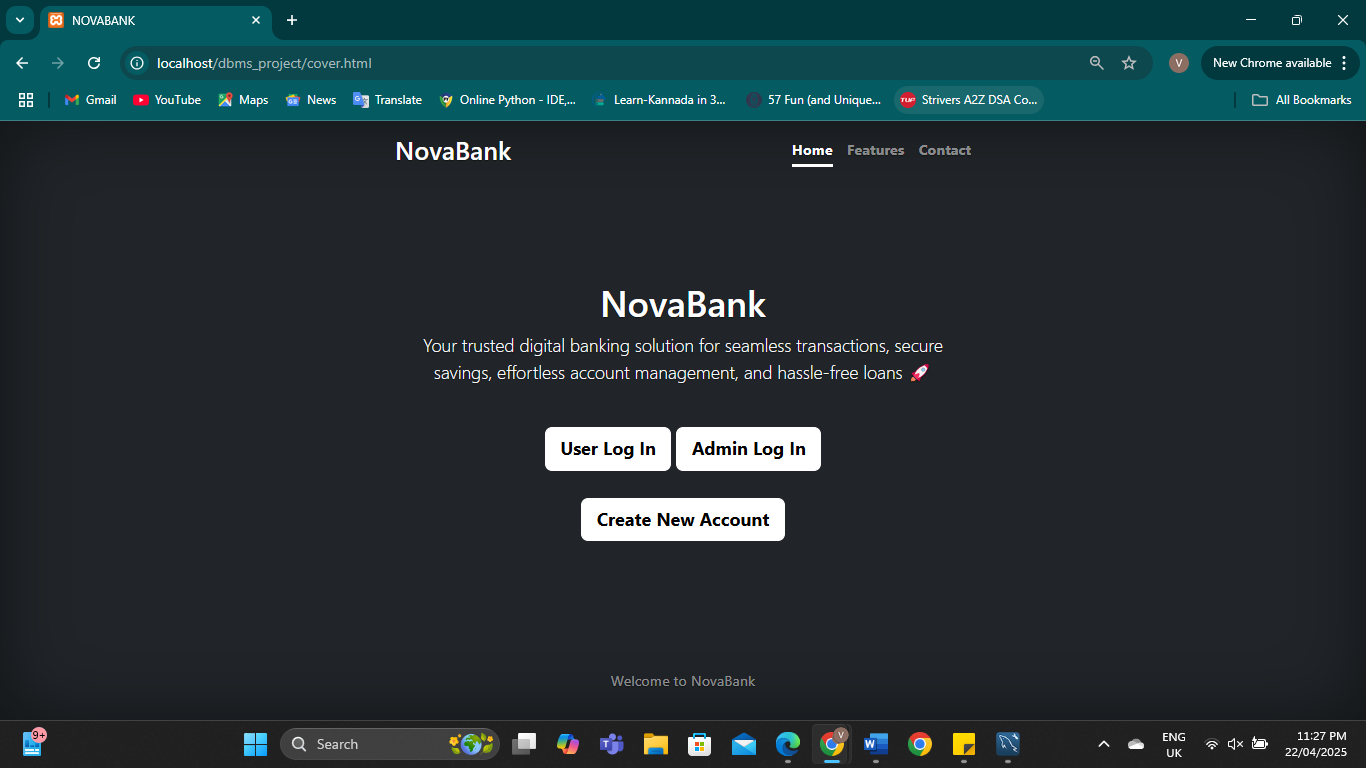 NOVABANK
localhost/dbms_project/cover.html
V
New Chrome available
Gmail
YouTube
Maps
News
Translate
Online Python - IDE,...
Learn-Kannada in 3...
57 Fun (and Unique...
TUF
Strivers A2Z DSA Co...
All Bookmarks
NovaBank
Home Features Contact
NovaBank
Your trusted digital banking solution for seamless transactions, secure
savings, effortless account management, and hassle-free loans 🚀
User Log In
Admin Log In
Create New Account
Welcome to NovaBank
9+
Search
V
ENG
UK
11:27 PM
22/04/2025